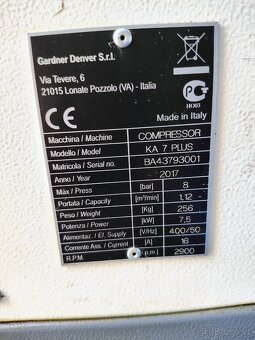 Gardner Denver S.r.l.
Via Tevere, 6
21015 Lonate Pozzolo (VA) - Italia
Made in Italy
Macchina / Machine COMPRESSOR
Modello / Model KA 7 PLUS
Matricola / Serial no. BA43793001
Anno / Year 2017
Max / Press [bar] 8
Portata / Capacity [m³/min] 1,12
Peso / Weight [Kg] 256
Potenza / Power [kW] 7,5
Alimentaz. / El. Supply [V/Hz] 400/50
Corrente Ass. / Current [A] 16
R.P.M. [r.p.m.] 2900